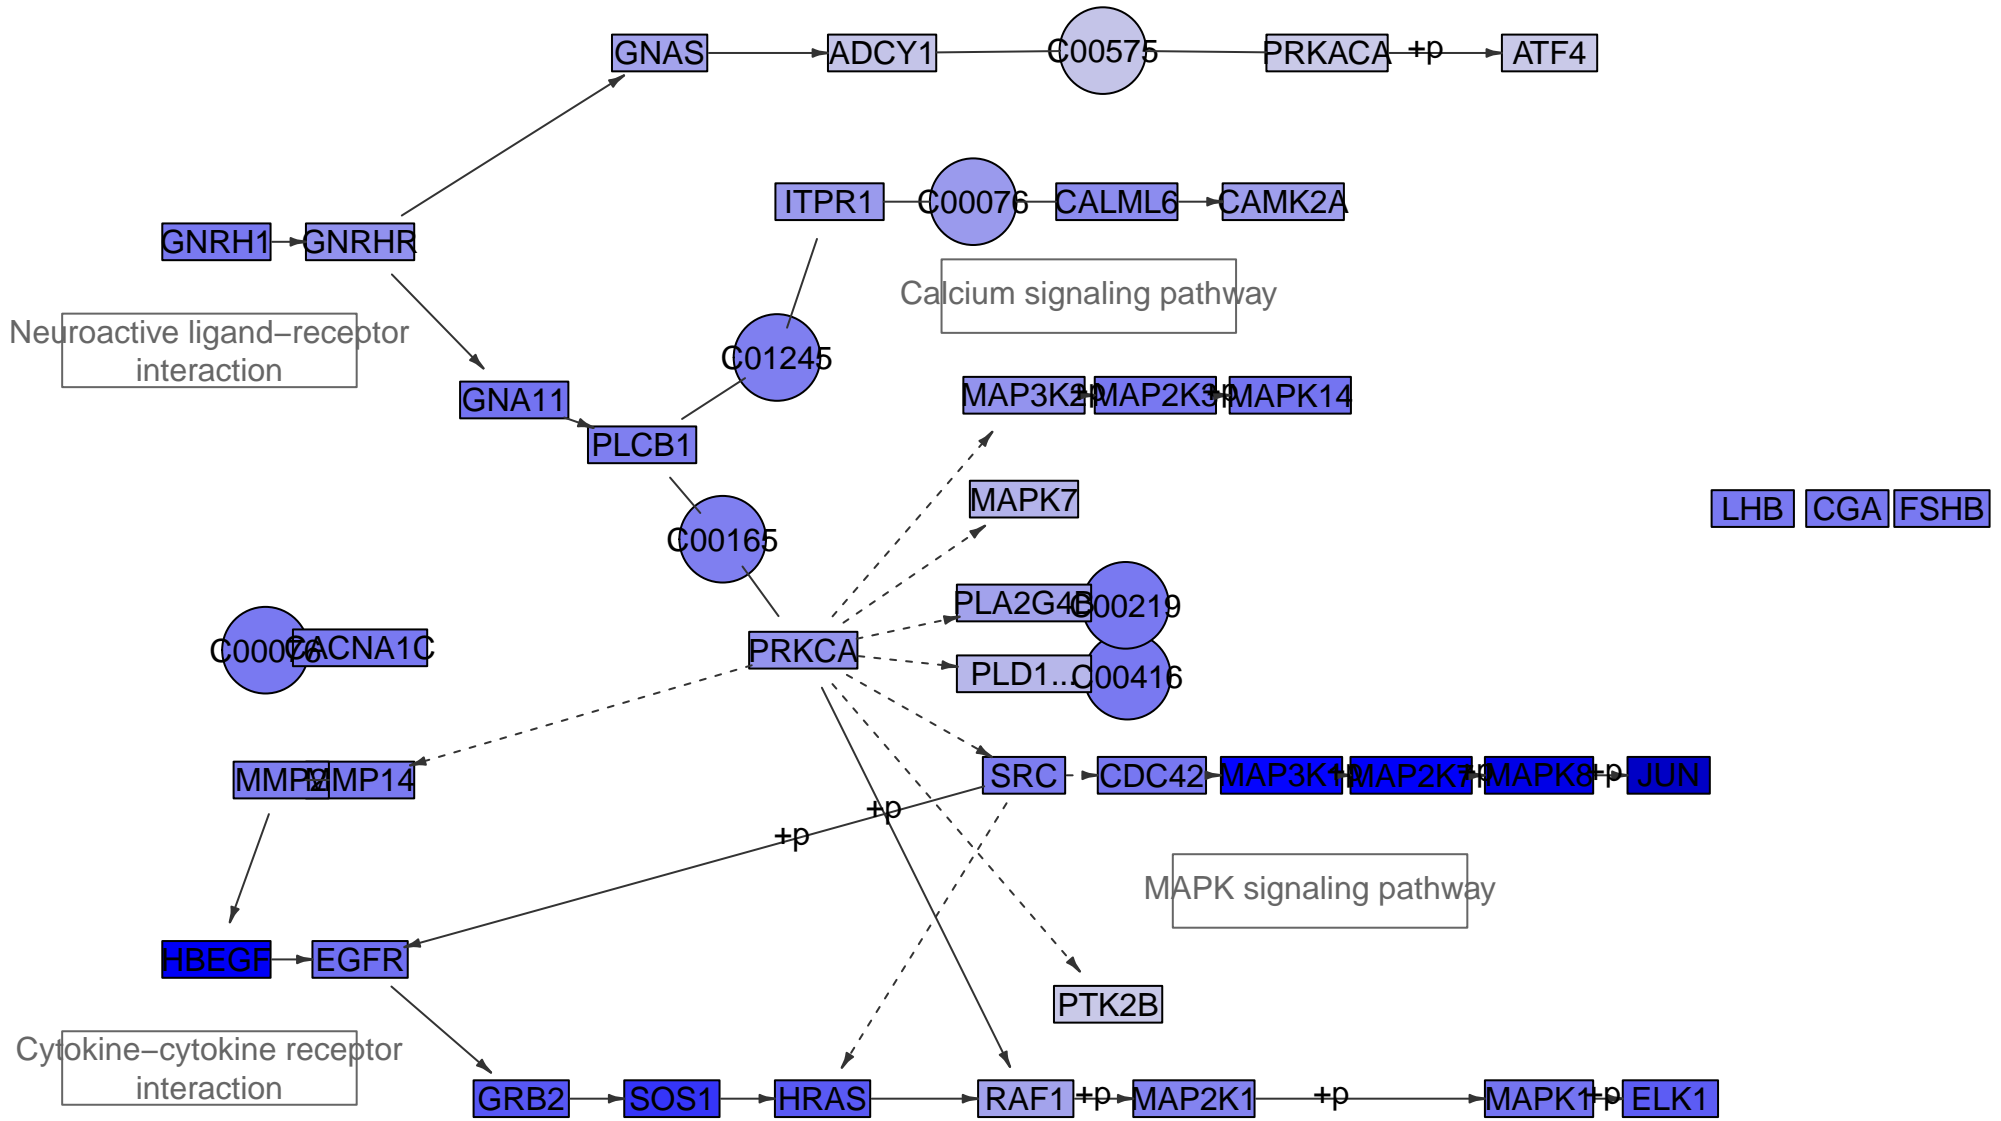 GNAS
ADCY1
C00575
PRKACA
+p
ATF4
ITPR1
C00076
CALML6
CAMK2A
GNRH1
GNRHR
Calcium signaling pathway
Neuroactive ligand–receptor
interaction
C01245
GNA11
MAP3K2
+p
MAP2K3
+p
MAPK14
PLCB1
MAPK7
LHB
CGA
FSHB
C00165
PLA2G4B
C00219
C00076
CACNA1C
PRKCA
PLD1...
C00416
MMP2
MMP14
SRC
CDC42
MAP3K1
+p
MAP2K7
+p
MAPK8
+p
JUN
+p
+p
MAPK signaling pathway
HBEGF
EGFR
PTK2B
Cytokine–cytokine receptor
interaction
GRB2
SOS1
HRAS
RAF1
+p
MAP2K1
+p
MAPK1
+p
ELK1